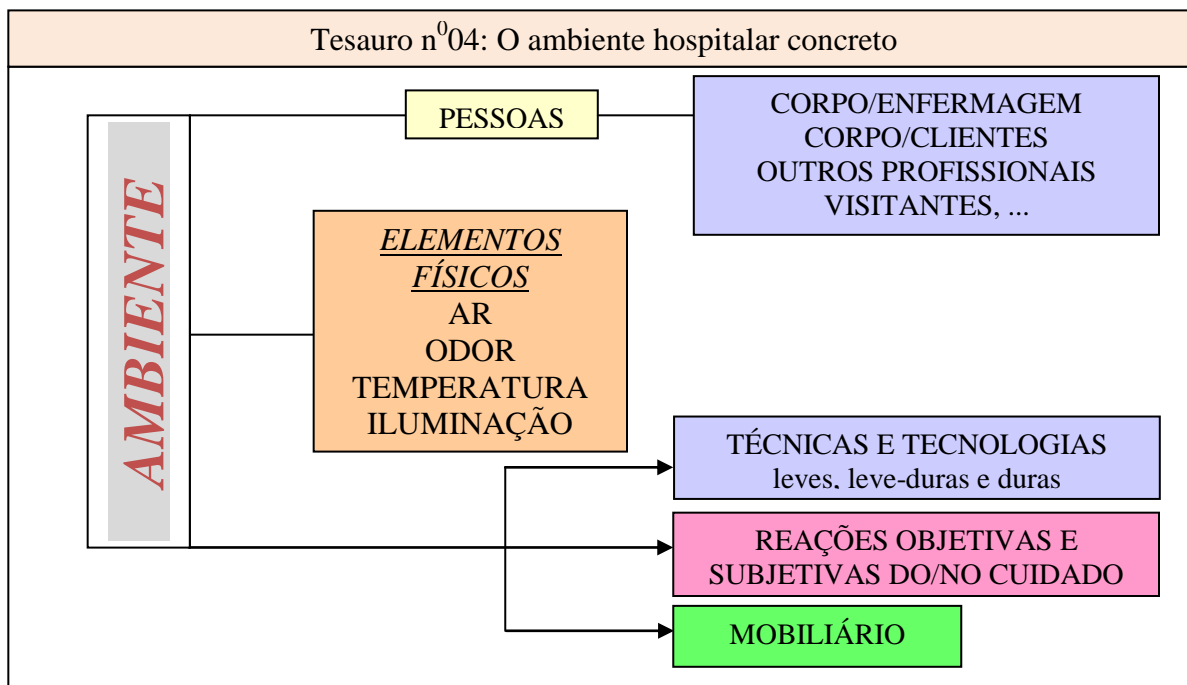 Tesauro n⁰04: O ambiente hospitalar concreto
AMBIENTE
PESSOAS
CORPO/ENFERMAGEM
CORPO/CLIENTES
OUTROS PROFISSIONAIS
VISITANTES, ...
ELEMENTOS
FÍSICOS
AR
ODOR
TEMPERATURA
ILUMINAÇÃO
TÉCNICAS E TECNOLOGIAS
leves, leve-duras e duras
REAÇÕES OBJETIVAS E
SUBJETIVAS DO/NO CUIDADO
MOBILIÁRIO